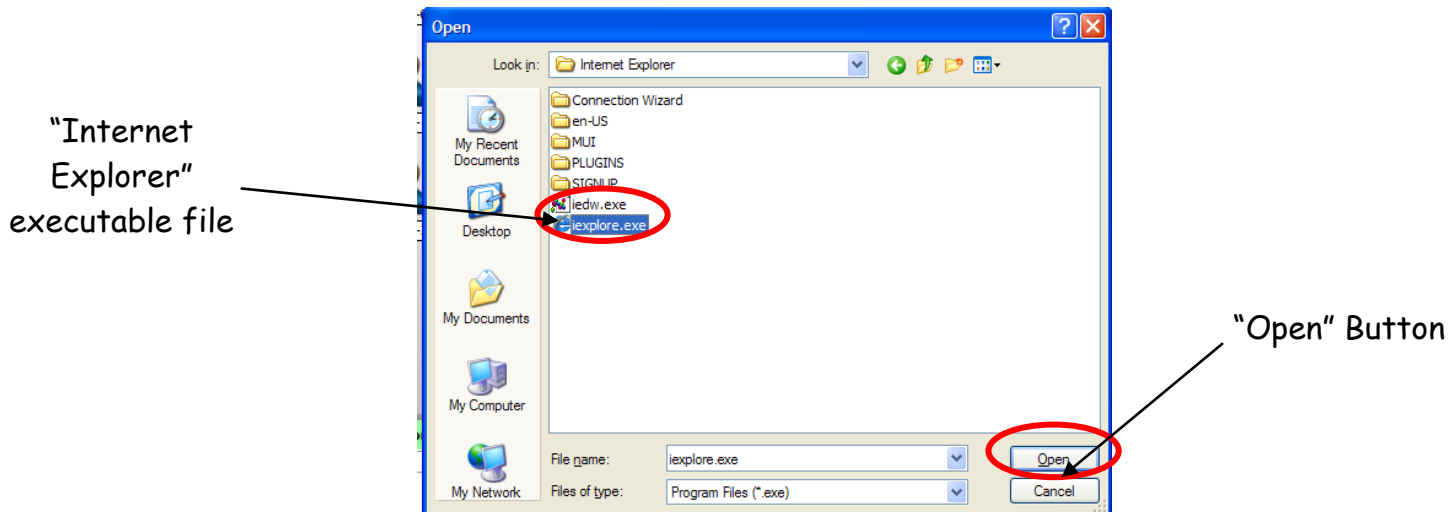 Open
Look in:
Internet Explorer
Connection Wizard
en-US
MUI
PLUGINS
SIGNUP
iedw.exe
iexplore.exe
My Recent
Documents
Desktop
My Documents
My Computer
My Network
"Internet
Explorer"
executable file
"Open" Button
File name:
iexplore.exe
Open
Files of type:
Program Files (*.exe)
Cancel